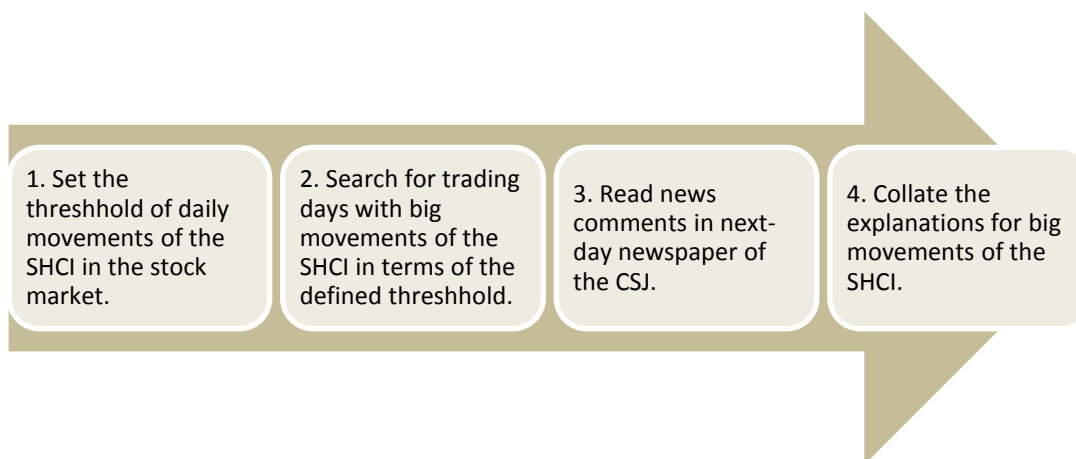 1. Set the
threshhold of daily
movements of the
SHCI in the stock
market.
2. Search for trading
days with big
movements of the
SHCI in terms of the
defined threshhold.
3. Read news
comments in next-
day newspaper of
the CSJ.
4. Collate the
explanations for big
movements of the
SHCI.